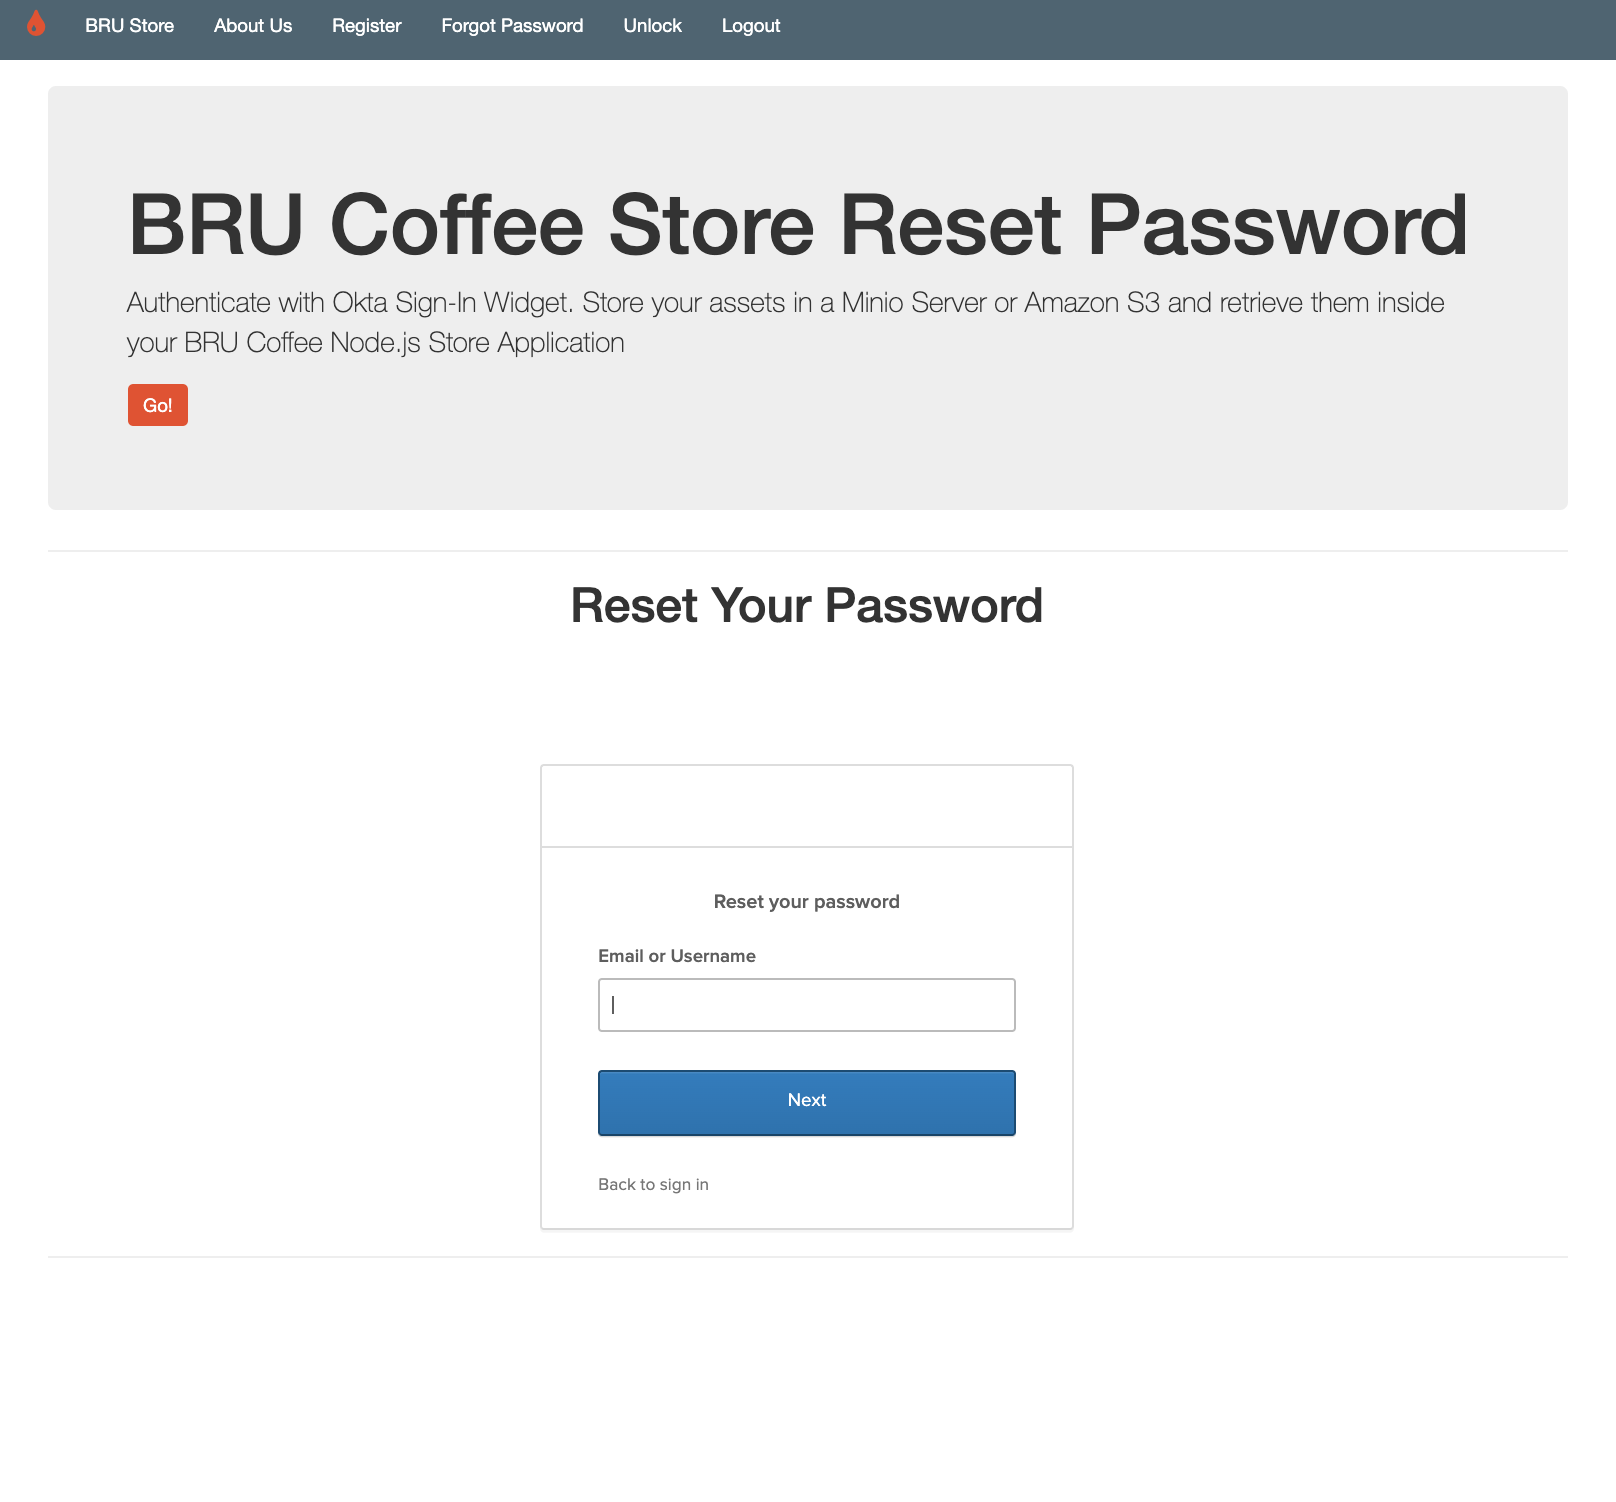 BRU Store
About Us
Register
Forgot Password
Unlock
Logout
BRU Coffee Store Reset Password
Authenticate with Okta Sign-In Widget. Store your assets in a Minio Server or Amazon S3 and retrieve them inside
your BRU Coffee Node.js Store Application
Go!
Reset Your Password
Reset your password
Email or Username
Next
Back to sign in